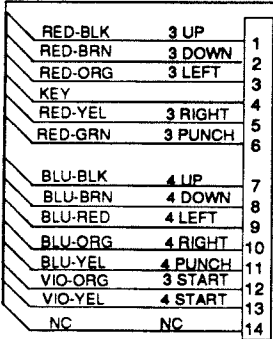 RED-BLK 3 UP 1
RED-BRN 3 DOWN 2
RED-ORG 3 LEFT 3
KEY 4
RED-YEL 3 RIGHT 5
RED-GRN 3 PUNCH 6
BLU-BLK 4 UP 7
BLU-BRN 4 DOWN 8
BLU-RED 4 LEFT 9
BLU-ORG 4 RIGHT 10
BLU-YEL 4 PUNCH 11
VIO-ORG 3 START 12
VIO-YEL 4 START 13
NC NC 14